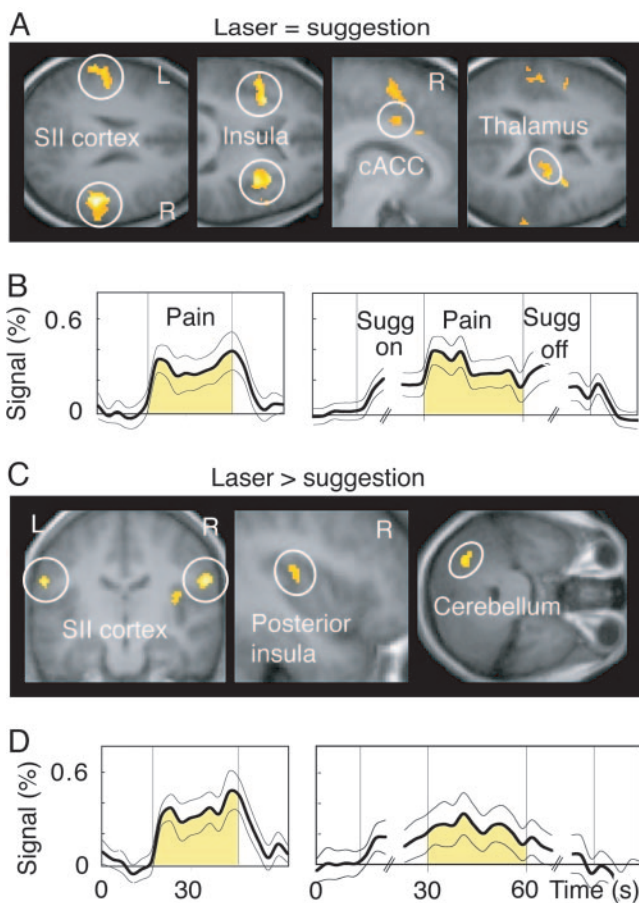 A
Laser = suggestion
L
R
SII cortex
R
Insula
cACC
Thalamus
B
Signal (%)
0.6
0
Pain
Sugg on
Pain
Sugg off
C
Laser > suggestion
L
R
SII cortex
R
Posterior
insula
Cerebellum
D
Signal (%)
0.6
0
0 30
0 30 60 Time (s)